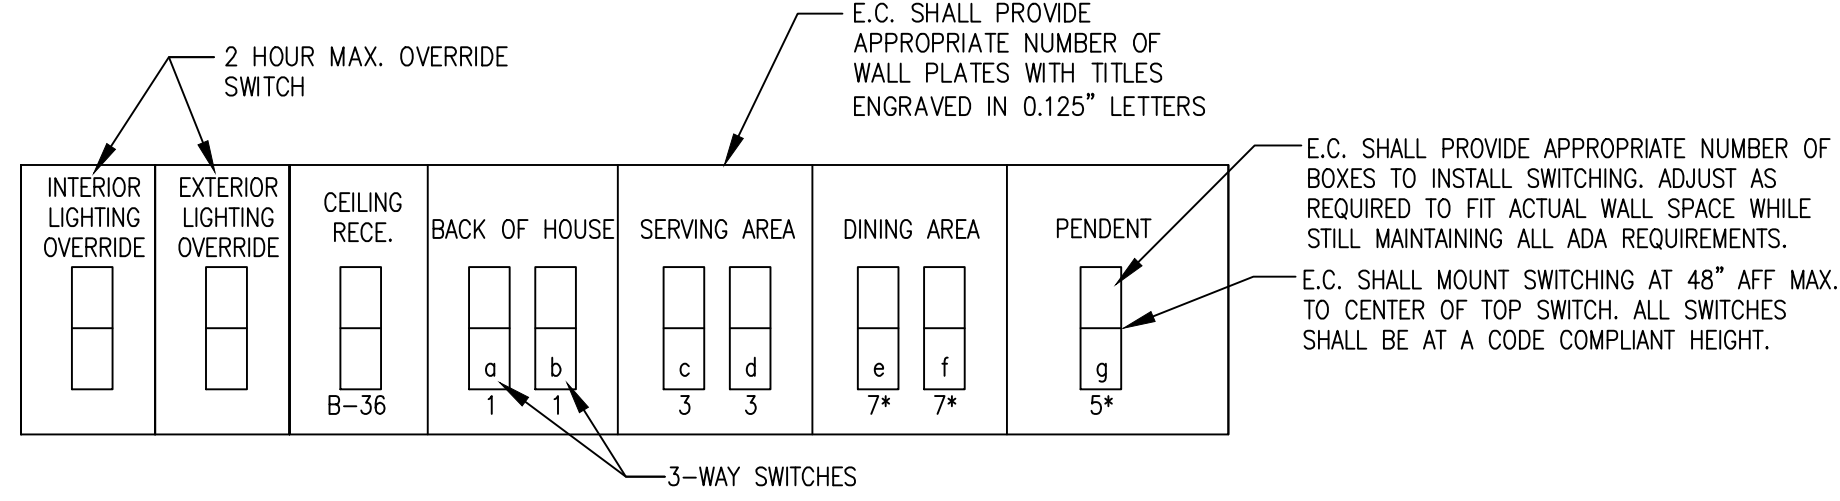 E.C. SHALL PROVIDE
APPROPRIATE NUMBER OF
WALL PLATES WITH TITLES
ENGRAVED IN 0.125" LETTERS
2 HOUR MAX. OVERRIDE
SWITCH
E.C. SHALL PROVIDE APPROPRIATE NUMBER OF
BOXES TO INSTALL SWITCHING. ADJUST AS
REQUIRED TO FIT ACTUAL WALL SPACE WHILE
STILL MAINTAINING ALL ADA REQUIREMENTS.
E.C. SHALL MOUNT SWITCHING AT 48" AFF MAX.
TO CENTER OF TOP SWITCH. ALL SWITCHES
SHALL BE AT A CODE COMPLIANT HEIGHT.
INTERIOR
LIGHTING
OVERRIDE
EXTERIOR
LIGHTING
OVERRIDE
CEILING
RECE.
B-36
BACK OF HOUSE
a b
1 1
SERVING AREA
c d
3 3
DINING AREA
e f
7* 7*
PENDENT
g
5*
3-WAY SWITCHES